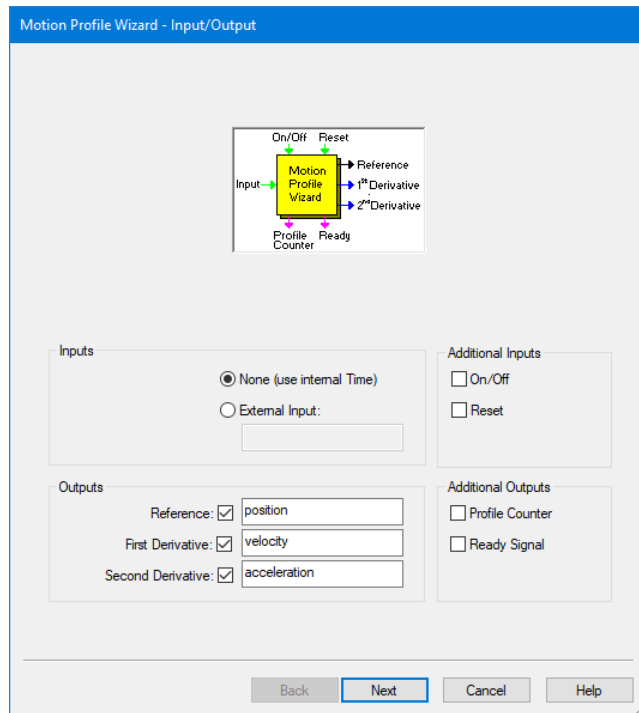 Motion Profile Wizard - Input/Output
On/Off Reset
Input
Motion
Profile
Wizard
Reference
1st Derivative
2nd Derivative
Profile
Counter
Ready
Inputs
None (use internal Time)
External Input:
Additional Inputs
On/Off
Reset
Outputs
Reference: position
First Derivative: velocity
Second Derivative: acceleration
Additional Outputs
Profile Counter
Ready Signal
Back Next Cancel Help